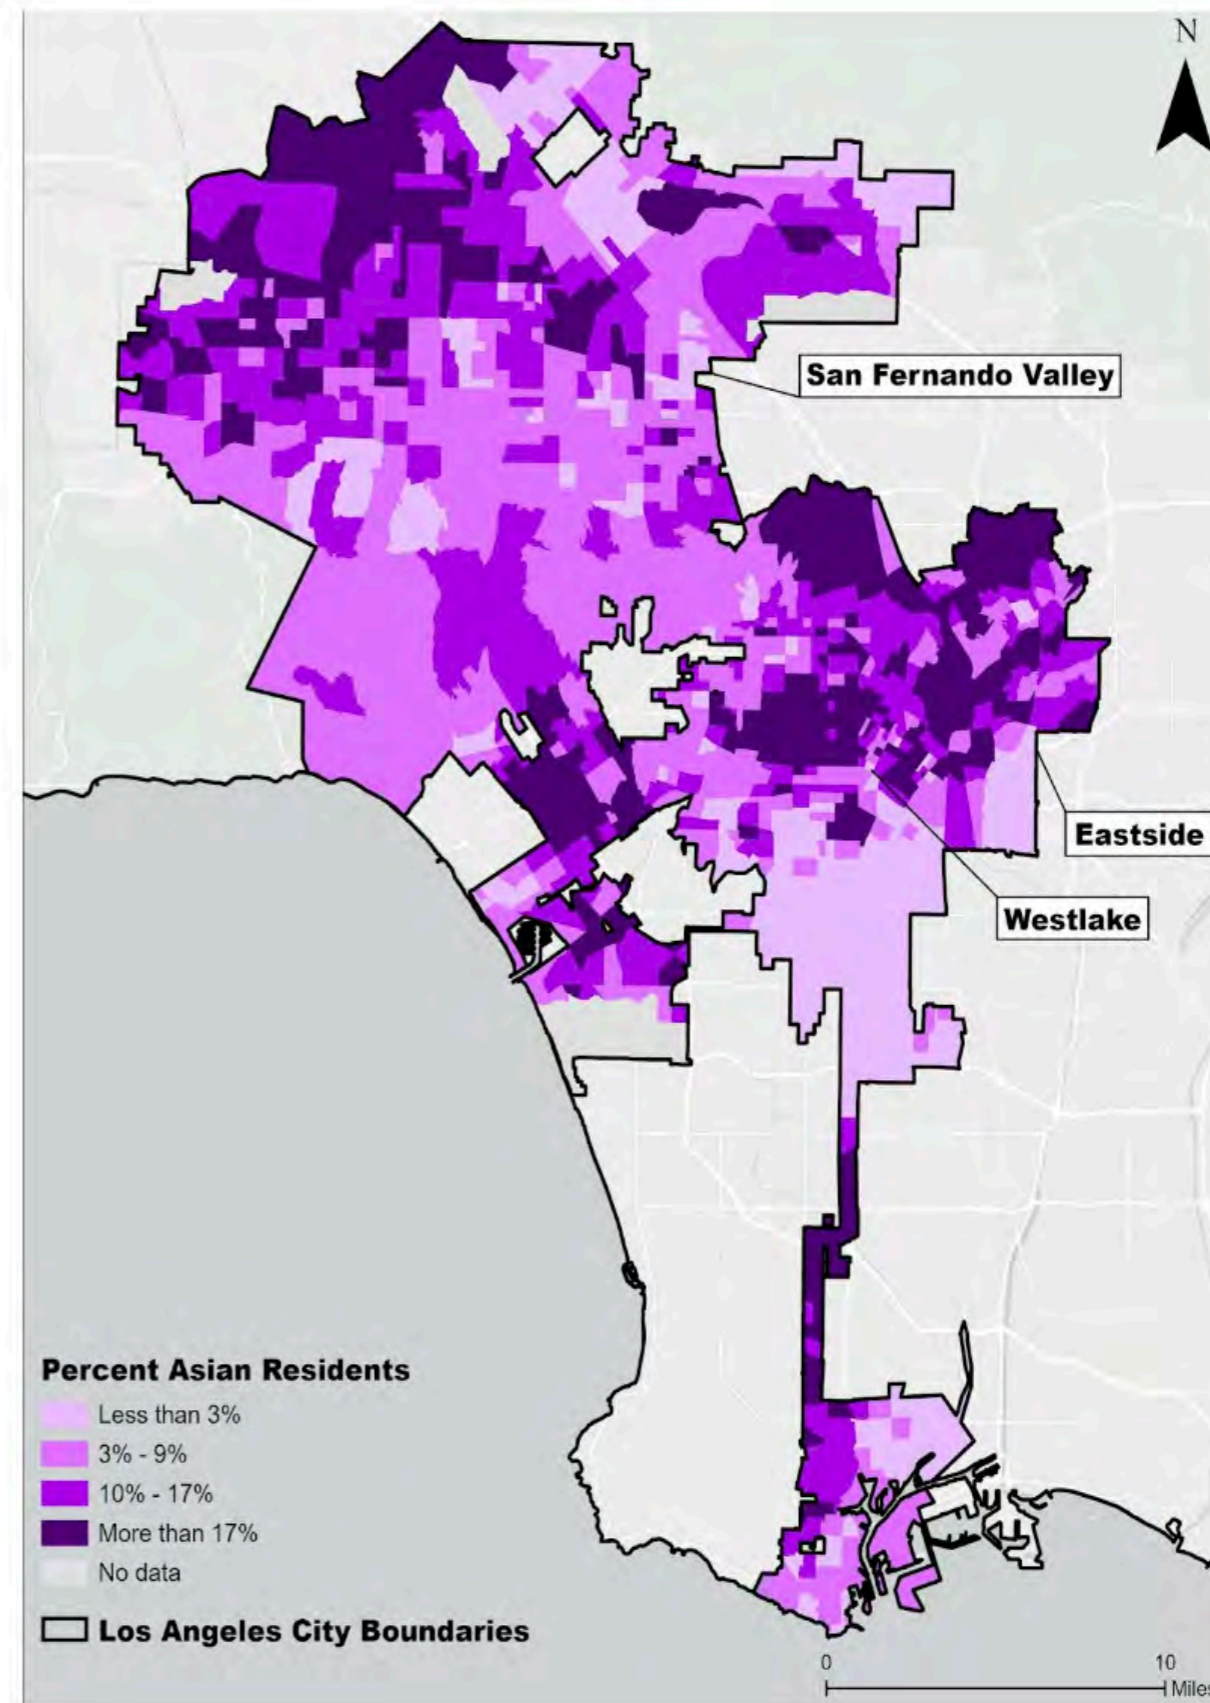 N
San Fernando Valley
Eastside
Westlake
Percent Asian Residents
Less than 3%
3% - 9%
10% - 17%
More than 17%
No data
Los Angeles City Boundaries
0 10
Miles